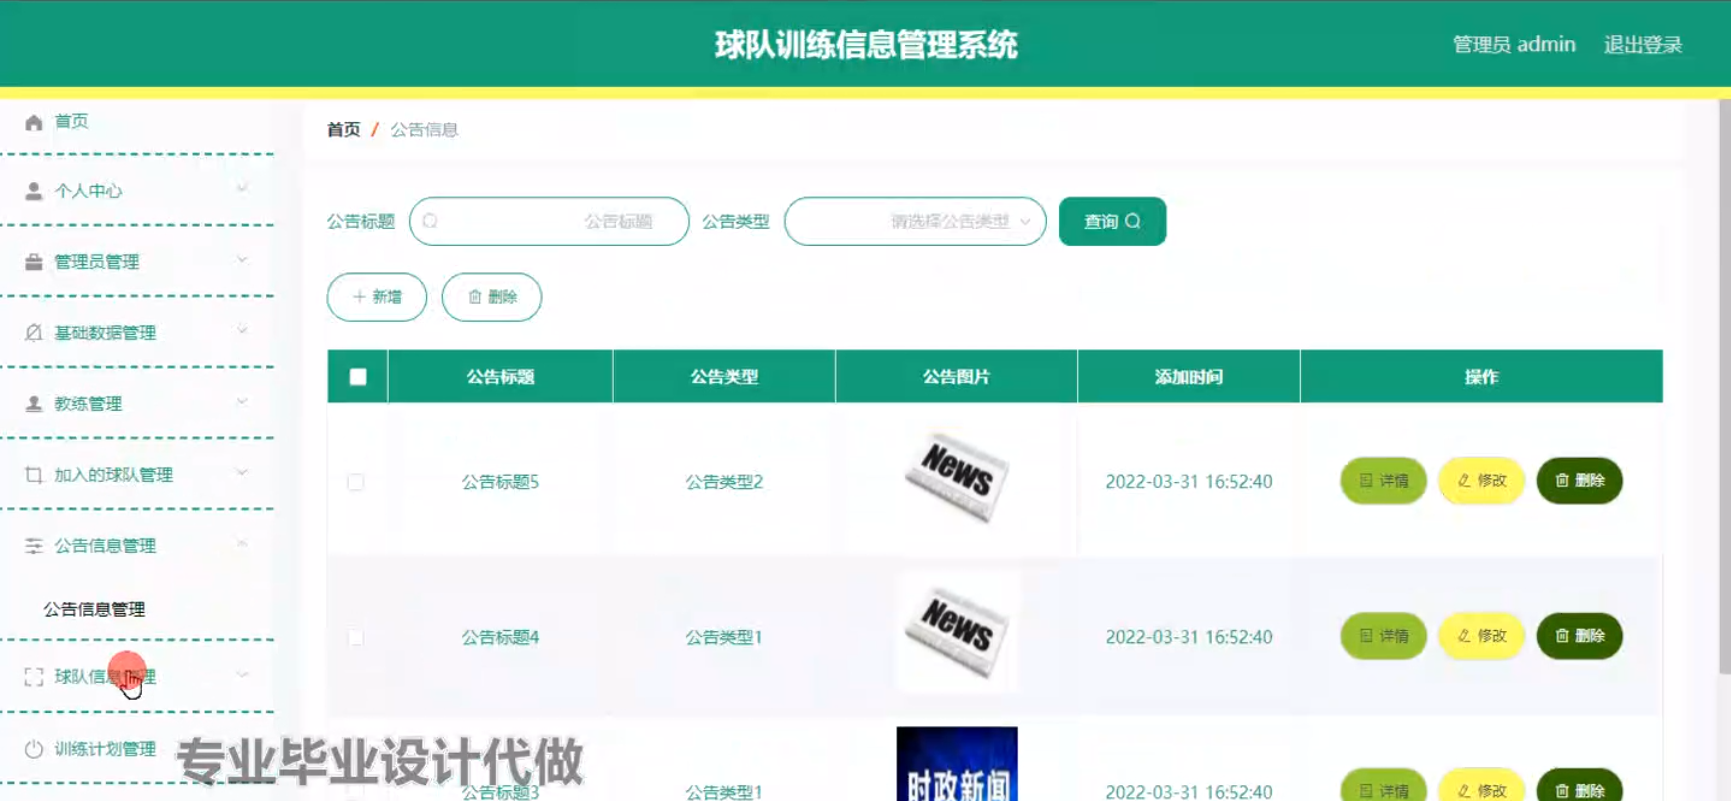 球队训练信息管理系统
管理员 admin
退出登录
首页
个人中心
管理员管理
基础数据管理
教练管理
加入的球队管理
公告信息管理
公告信息管理
球队信息管理
训练计划管理
首页 / 公告信息
公告标题 公告标题 公告类型 请选择公告类型 查询
新增 删除
公告标题 公告类型 公告图片 添加时间 操作
公告标题5 公告类型2 News 2022-03-31 16:52:40 详情 修改 删除
公告标题4 公告类型1 News 2022-03-31 16:52:40 详情 修改 删除
公告标题3 公告类型1 时政新闻 2022-03-31 16:52:40 详情 修改 删除
专业毕业设计代做